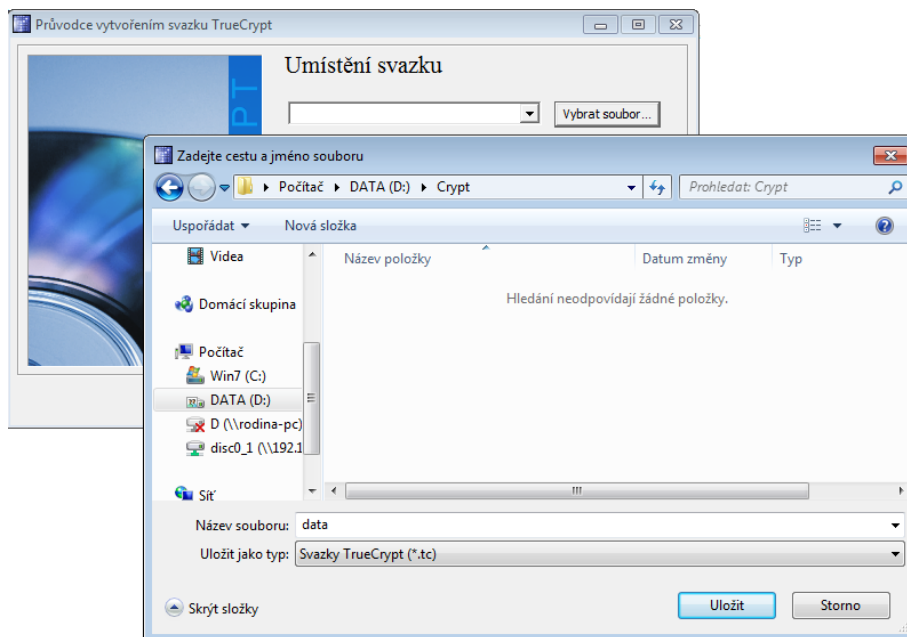 Průvodce vytvořením svazku TrueCrypt
Umístění svazku
PT
Vybrat soubor...
Zadejte cestu a jméno souboru
Počítač ▸ DATA (D:) ▸ Crypt
Prohledat: Crypt
Uspořádat
Nová složka
Videa
Domácí skupina
Počítač
Win7 (C:)
DATA (D:)
D (\\rodina-pc)
disc0_1 (\\192.1
Síť
Název položky
Datum změny
Typ
Hledání neodpovídají žádné položky.
Název souboru: data
Uložit jako typ: Svazky TrueCrypt (*.tc)
Skrýt složky
Uložit
Storno